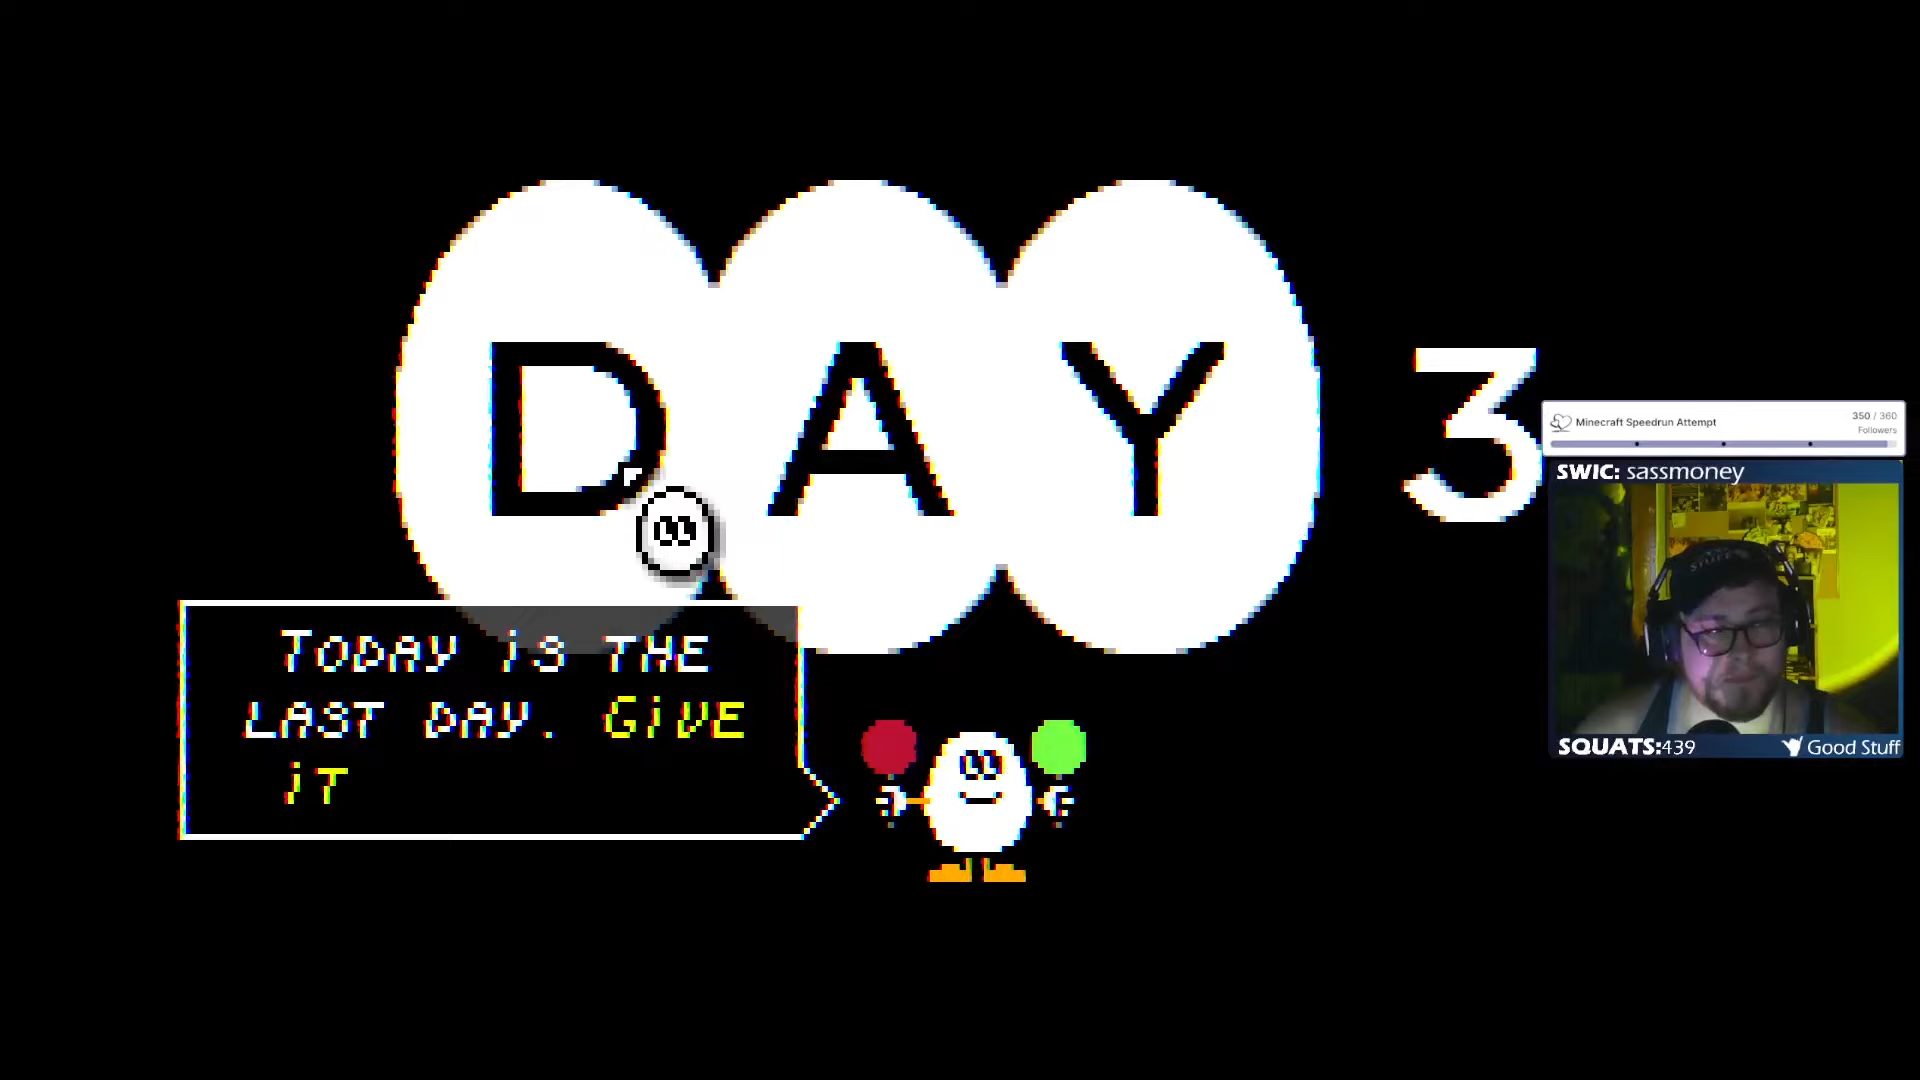 DAY 3
Minecraft Speedrun Attempt
350 / 360
Followers
SWIC: sassmoney
TODAY iS THE
LAST DAY. GiVE
iT
SQUATS:439
Good Stuff